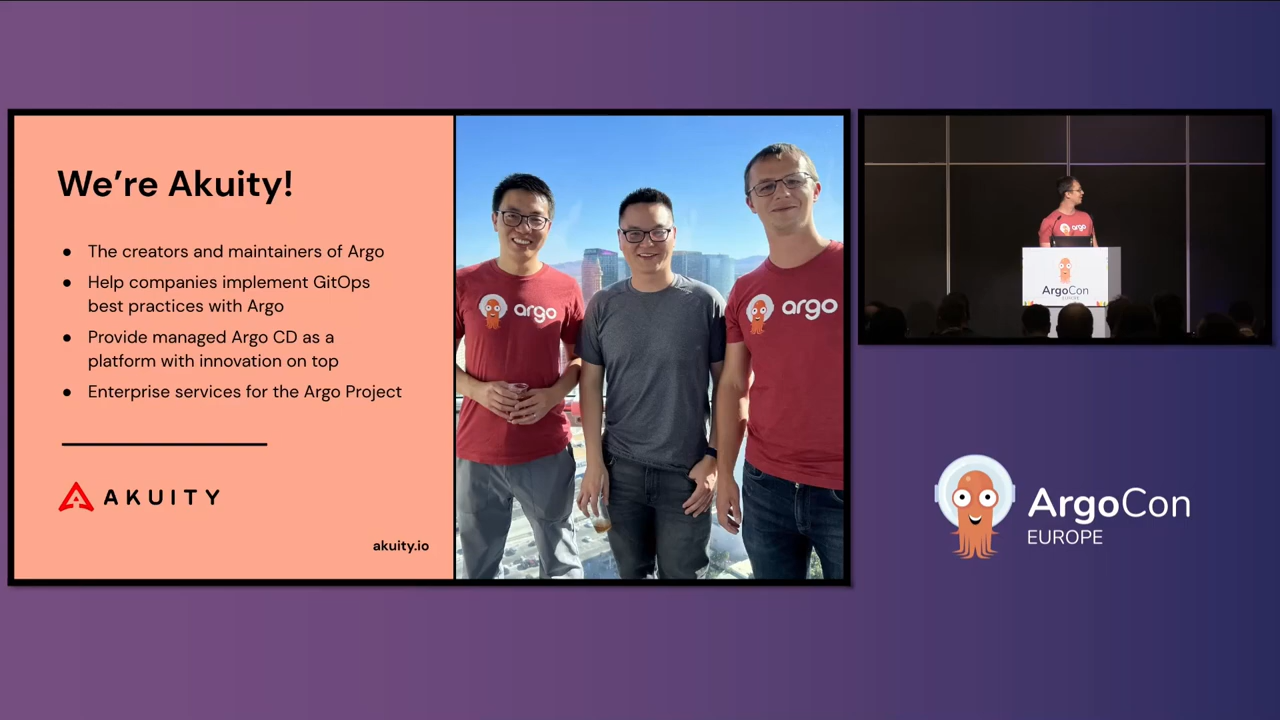 We're Akuity!
● The creators and maintainers of Argo
● Help companies implement GitOps
best practices with Argo
● Provide managed Argo CD as a
platform with innovation on top
● Enterprise services for the Argo Project
AKUITY
akuity.io
argo
argo
argo
ArgoCon
EUROPE
ArgoCon
EUROPE